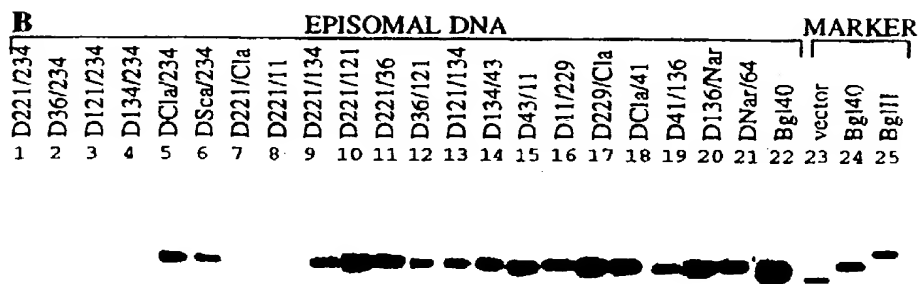 B EPISOMAL DNA MARKER
D221/234 D36/234 D121/234 D134/234 DCla/234 DSca/234 D221/Cla D221/11 D221/134 D221/121 D221/36 D36/121 D121/134 D134/43 D43/11 D11/229 D229/Cla DCla/41 D41/136 D136/Nar DNar/64 Bgl40 vector Bgl40 BglII
1 2 3 4 5 6 7 8 9 10 11 12 13 14 15 16 17 18 19 20 21 22 23 24 25